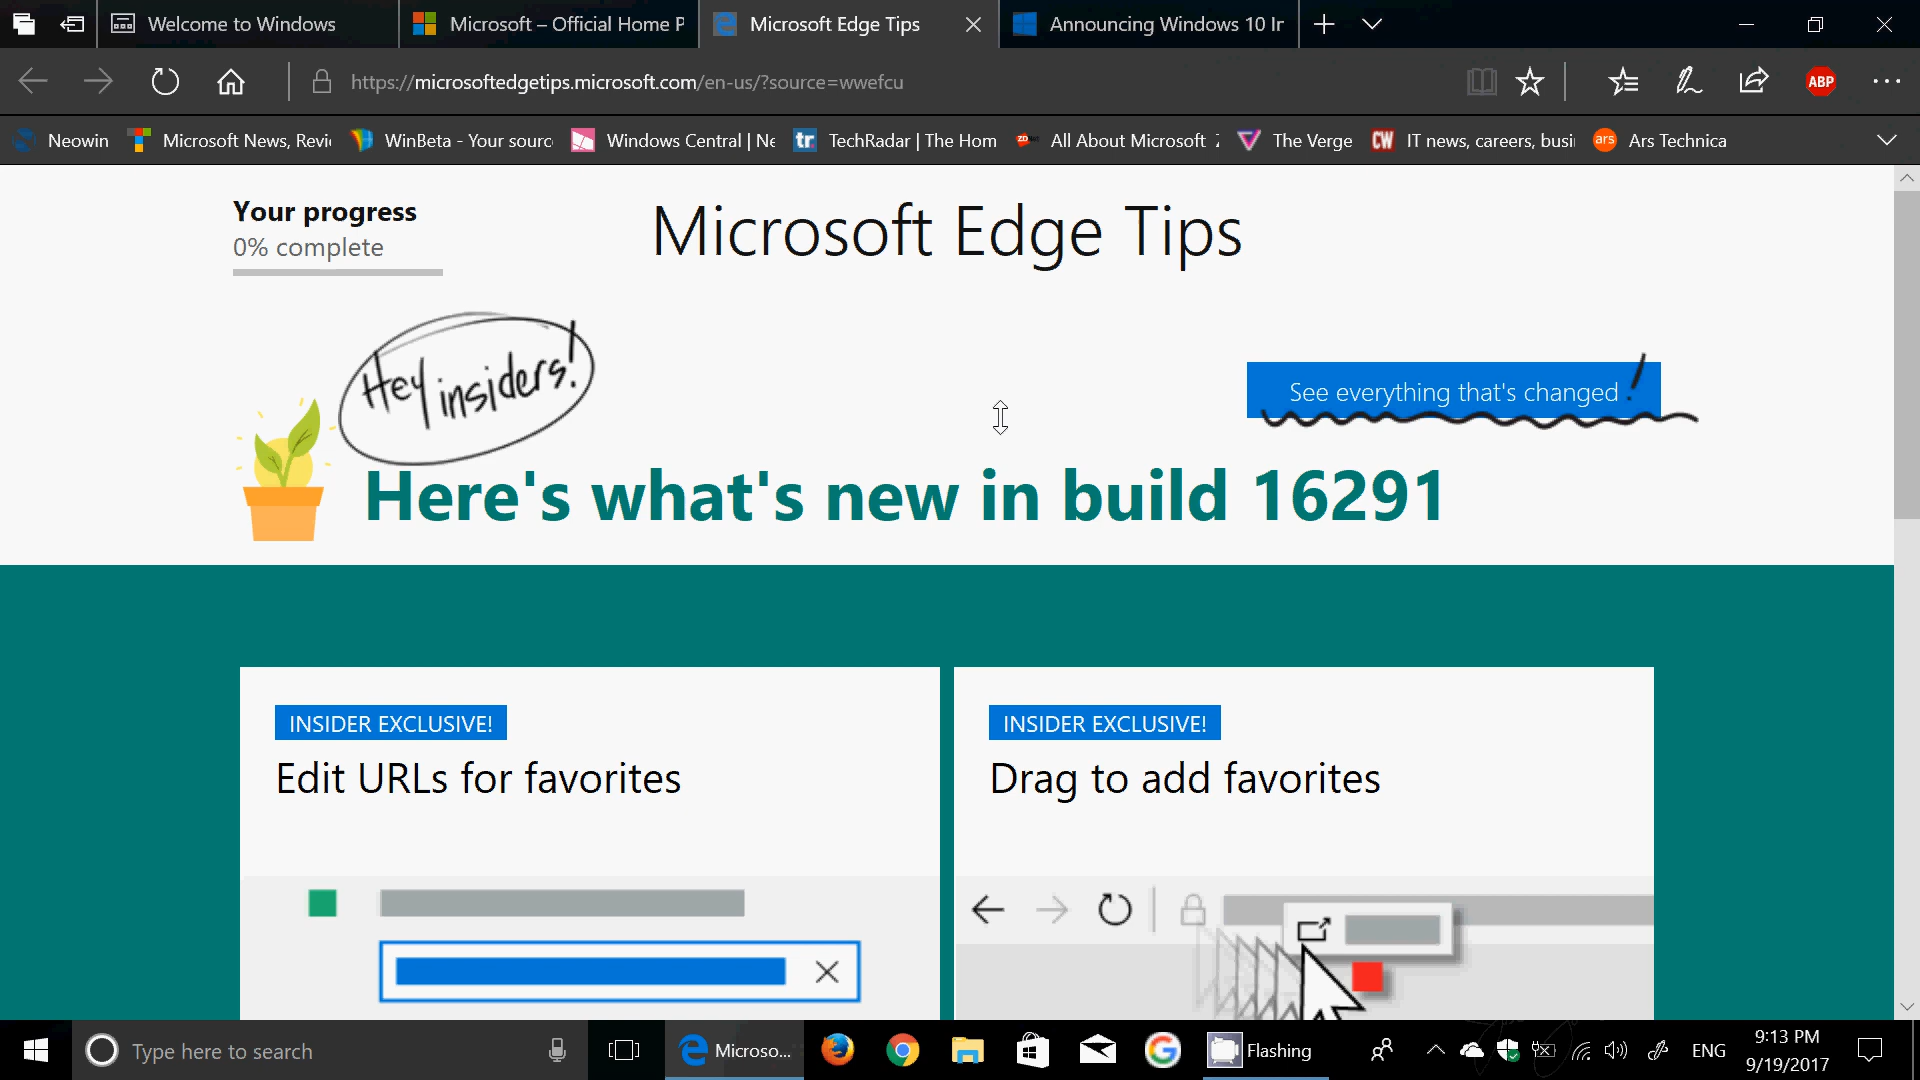 Welcome to Windows
Microsoft – Official Home P
Microsoft Edge Tips
Announcing Windows 10 Ir
https://microsoftedgetips.microsoft.com/en-us/?source=wwefcu
ABP
Neowin
Microsoft News, Revi
WinBeta - Your sourc
Windows Central | Ne
tr
TechRadar | The Hom
ZD
All About Microsoft
The Verge
CW
IT news, careers, busi
ars
Ars Technica
Your progress
0% complete
Microsoft Edge Tips
Hey insiders!
See everything that's changed!
Here's what's new in build 16291
INSIDER EXCLUSIVE!
Edit URLs for favorites
INSIDER EXCLUSIVE!
Drag to add favorites
Type here to search
Microso...
Flashing
ENG
9:13 PM
9/19/2017